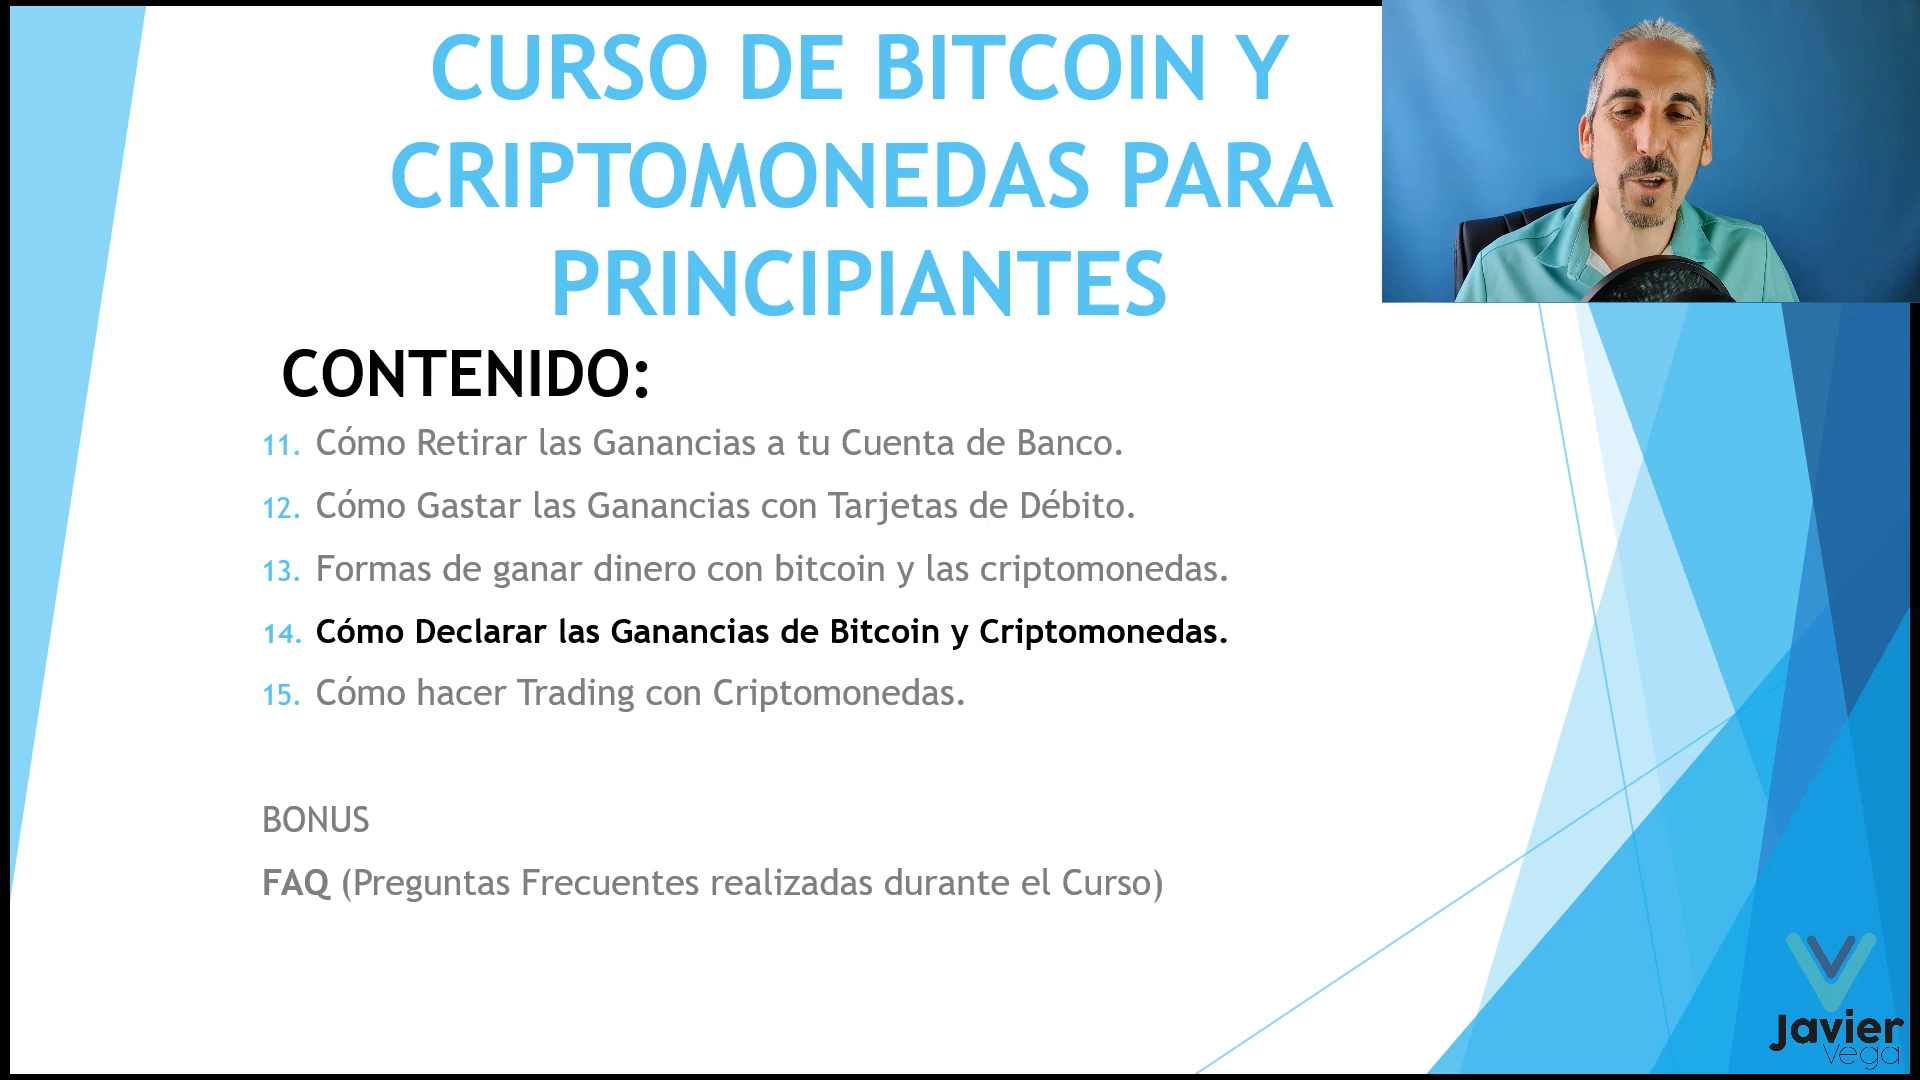 CURSO DE BITCOIN Y
CRIPTOMONEDAS PARA
PRINCIPIANTES
CONTENIDO:
11. Cómo Retirar las Ganancias a tu Cuenta de Banco.
12. Cómo Gastar las Ganancias con Tarjetas de Débito.
13. Formas de ganar dinero con bitcoin y las criptomonedas.
14. Cómo Declarar las Ganancias de Bitcoin y Criptomonedas.
15. Cómo hacer Trading con Criptomonedas.
BONUS
FAQ (Preguntas Frecuentes realizadas durante el Curso)
Javier
Vega